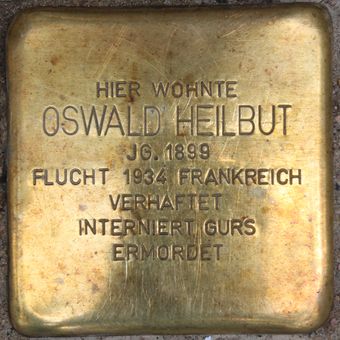 HIER WOHNTE
OSWALD HEILBUT
JG. 1899
FLUCHT 1934 FRANKREICH
VERHAFTET
INTERNIERT GURS
ERMORDET